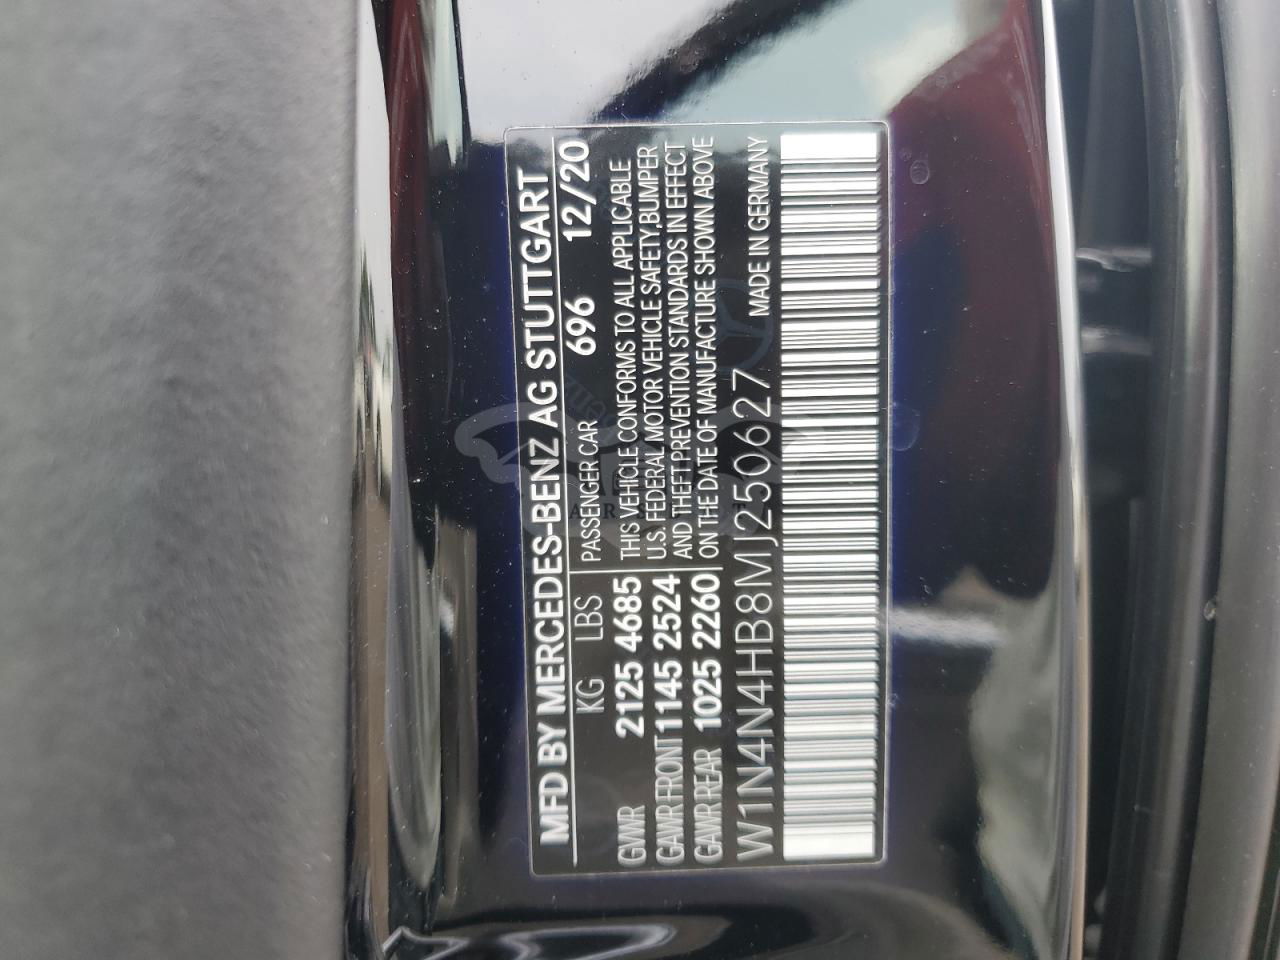 MFD BY MERCEDES-BENZ AG STUTTGART
KG LBS PASSENGER CAR 696 12/20
GVWR 2125 4685
GAWR FRONT 1145 2524
GAWR REAR 1025 2260
THIS VEHICLE CONFORMS TO ALL APPLICABLE
U.S. FEDERAL MOTOR VEHICLE SAFETY,BUMPER
AND THEFT PREVENTION STANDARDS IN EFFECT
ON THE DATE OF MANUFACTURE SHOWN ABOVE
W1N4N4HB8MJ250627 MADE IN GERMANY